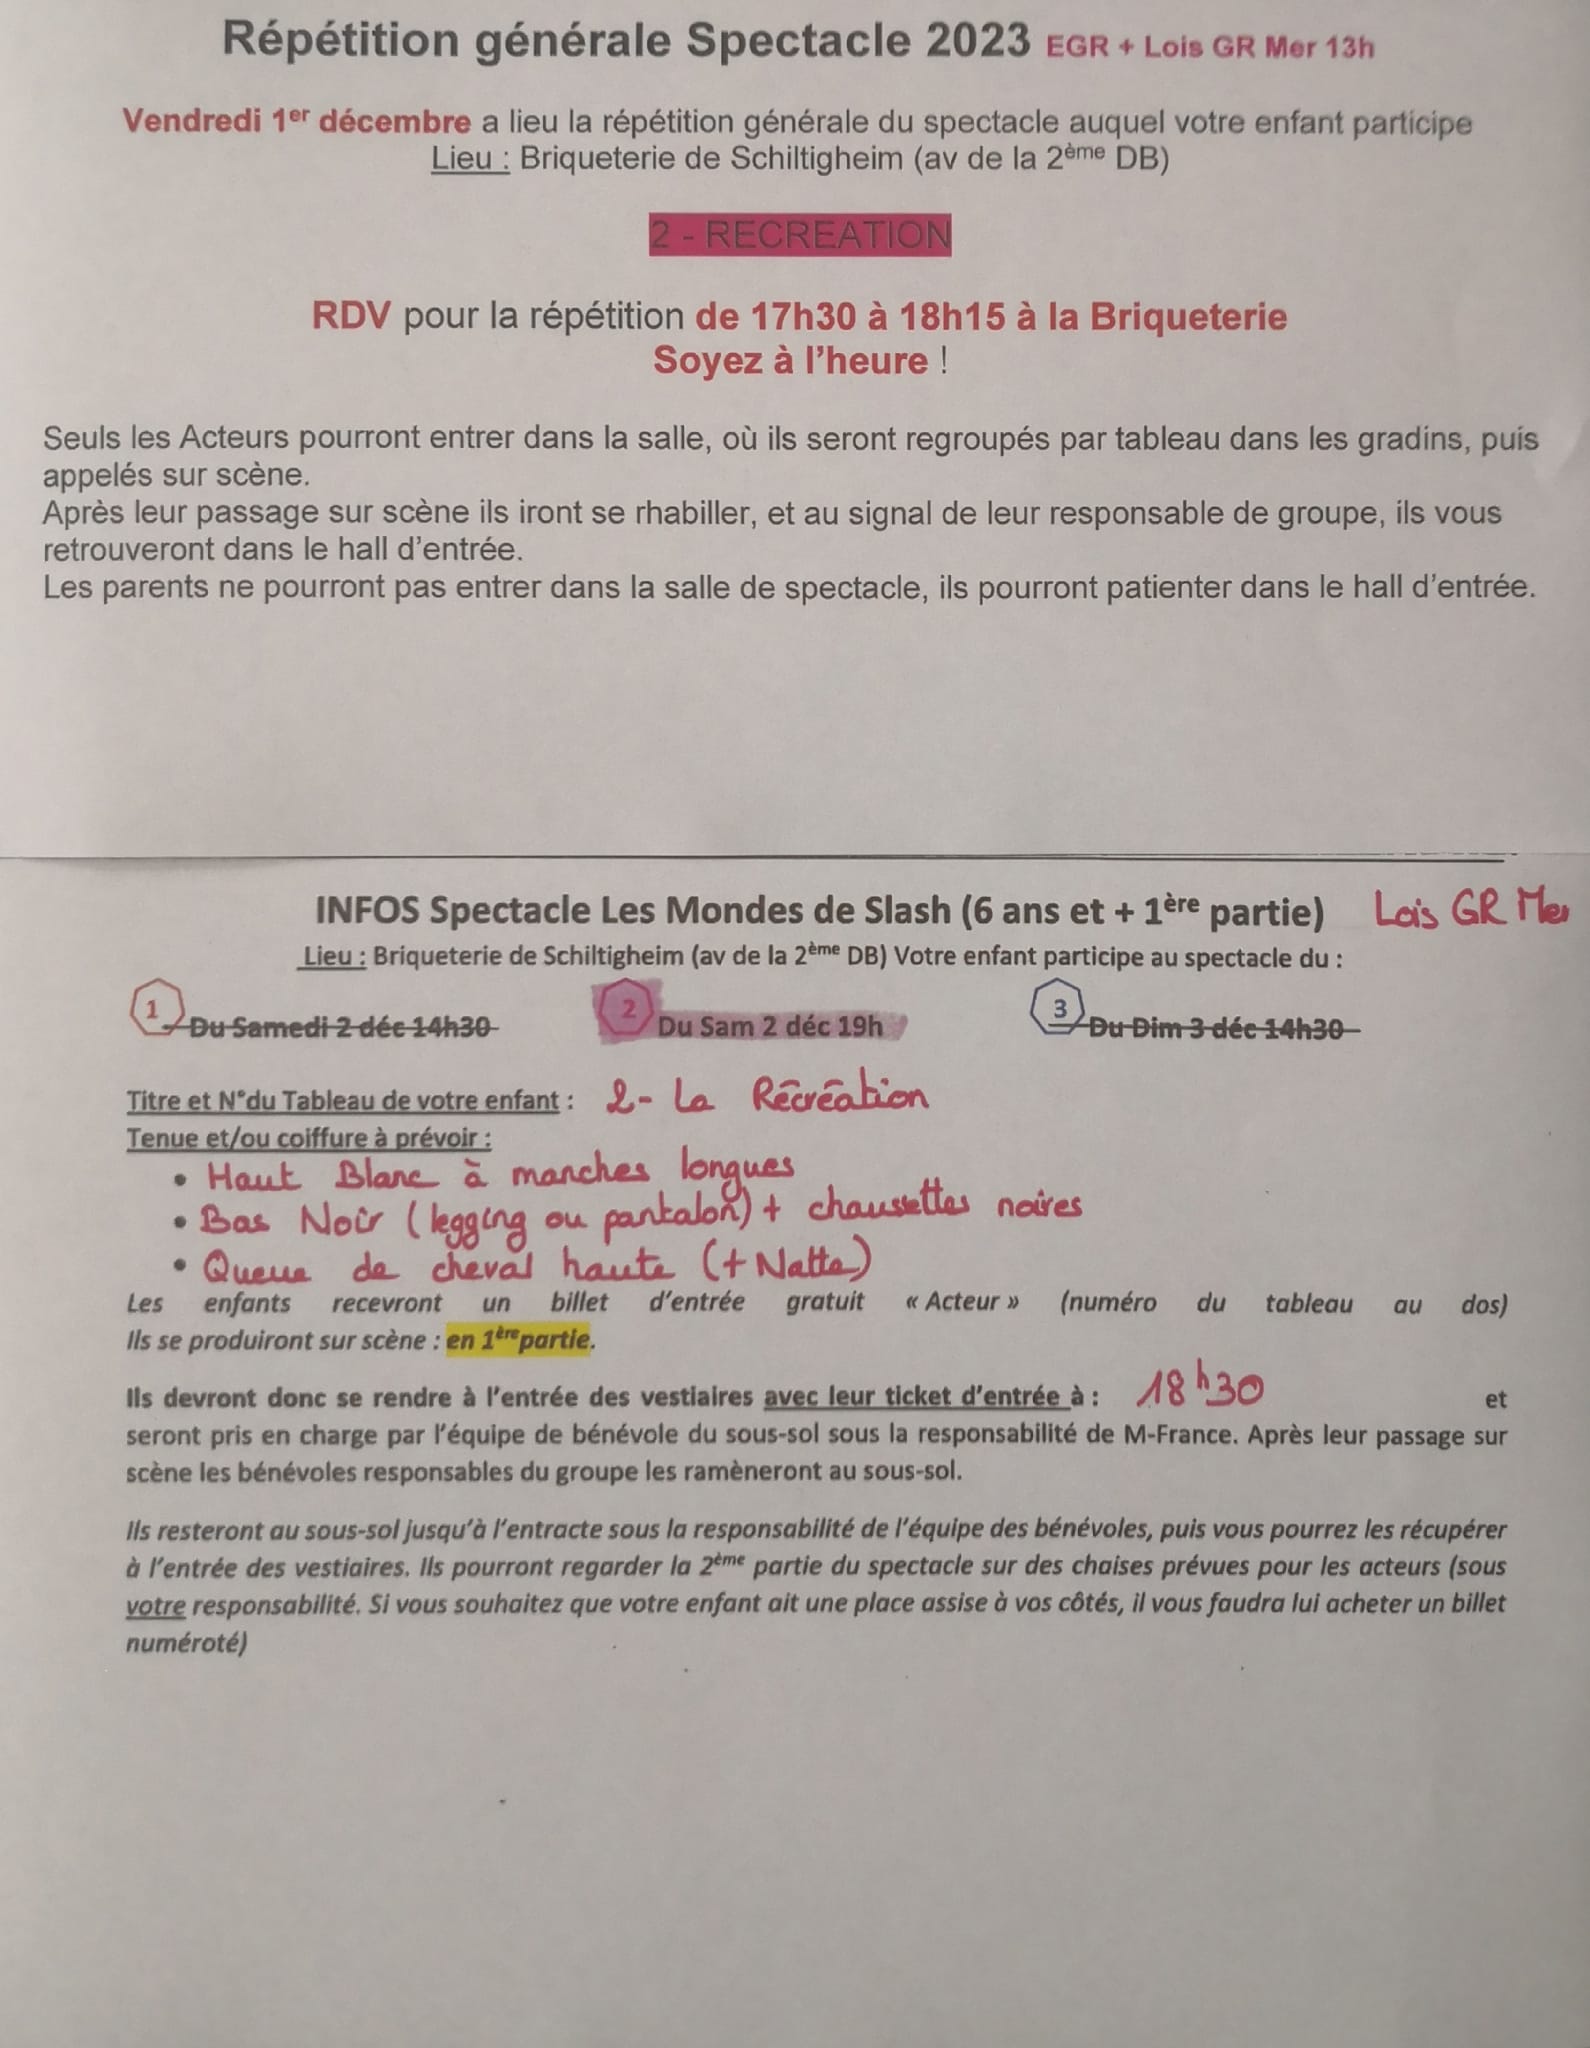 Répétition générale Spectacle 2023 EGR + Lois GR Mer 13h
Vendredi 1er décembre a lieu la répétition générale du spectacle auquel votre enfant participe
Lieu : Briqueterie de Schiltigheim (av de la 2ème DB)
2 - RECREATION
RDV pour la répétition de 17h30 à 18h15 à la Briqueterie
Soyez à l'heure !
Seuls les Acteurs pourront entrer dans la salle, où ils seront regroupés par tableau dans les gradins, puis
appelés sur scène.
Après leur passage sur scène ils iront se rhabiller, et au signal de leur responsable de groupe, ils vous
retrouveront dans le hall d'entrée.
Les parents ne pourront pas entrer dans la salle de spectacle, ils pourront patienter dans le hall d'entrée.
INFOS Spectacle Les Mondes de Slash (6 ans et + 1ère partie) Lois GR Mer
Lieu : Briqueterie de Schiltigheim (av de la 2ème DB) Votre enfant participe au spectacle du :
1 Du Samedi 2 déc 14h30 2 Du Sam 2 déc 19h 3 Du Dim 3 déc 14h30
Titre et N°du Tableau de votre enfant : 2- La Récréation
Tenue et/ou coiffure à prévoir :
• Haut Blanc à manches longues
• Bas Noir (legging ou pantalon) + chaussettes noires
• Queue de cheval haute (+ Natte)
Les enfants recevront un billet d'entrée gratuit « Acteur » (numéro du tableau au dos)
Ils se produiront sur scène : en 1ère partie.
Ils devront donc se rendre à l'entrée des vestiaires avec leur ticket d'entrée à : 18h30 et
seront pris en charge par l'équipe de bénévole du sous-sol sous la responsabilité de M-France. Après leur passage sur
scène les bénévoles responsables du groupe les ramèneront au sous-sol.
Ils resteront au sous-sol jusqu'à l'entracte sous la responsabilité de l'équipe des bénévoles, puis vous pourrez les récupérer
à l'entrée des vestiaires. Ils pourront regarder la 2ème partie du spectacle sur des chaises prévues pour les acteurs (sous
votre responsabilité. Si vous souhaitez que votre enfant ait une place assise à vos côtés, il vous faudra lui acheter un billet
numéroté)